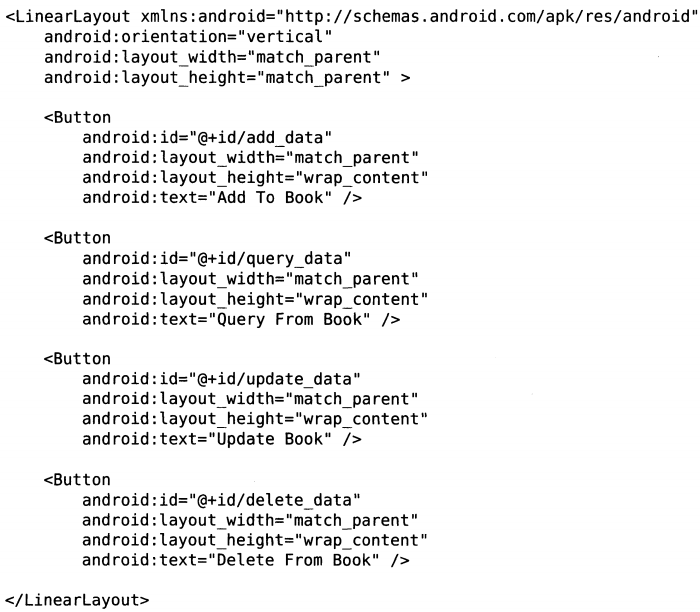 <LinearLayout xmlns:android="http://schemas.android.com/apk/res/android"
    android:orientation="vertical"
    android:layout_width="match_parent"
    android:layout_height="match_parent" >

    <Button
        android:id="@+id/add_data"
        android:layout_width="match_parent"
        android:layout_height="wrap_content"
        android:text="Add To Book" />

    <Button
        android:id="@+id/query_data"
        android:layout_width="match_parent"
        android:layout_height="wrap_content"
        android:text="Query From Book" />

    <Button
        android:id="@+id/update_data"
        android:layout_width="match_parent"
        android:layout_height="wrap_content"
        android:text="Update Book" />

    <Button
        android:id="@+id/delete_data"
        android:layout_width="match_parent"
        android:layout_height="wrap_content"
        android:text="Delete From Book" />

</LinearLayout>